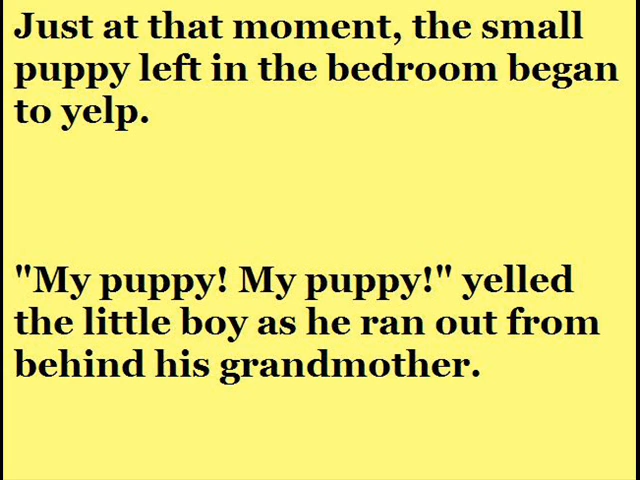 Just at that moment, the small
puppy left in the bedroom began
to yelp.
"My puppy! My puppy!" yelled
the little boy as he ran out from
behind his grandmother.